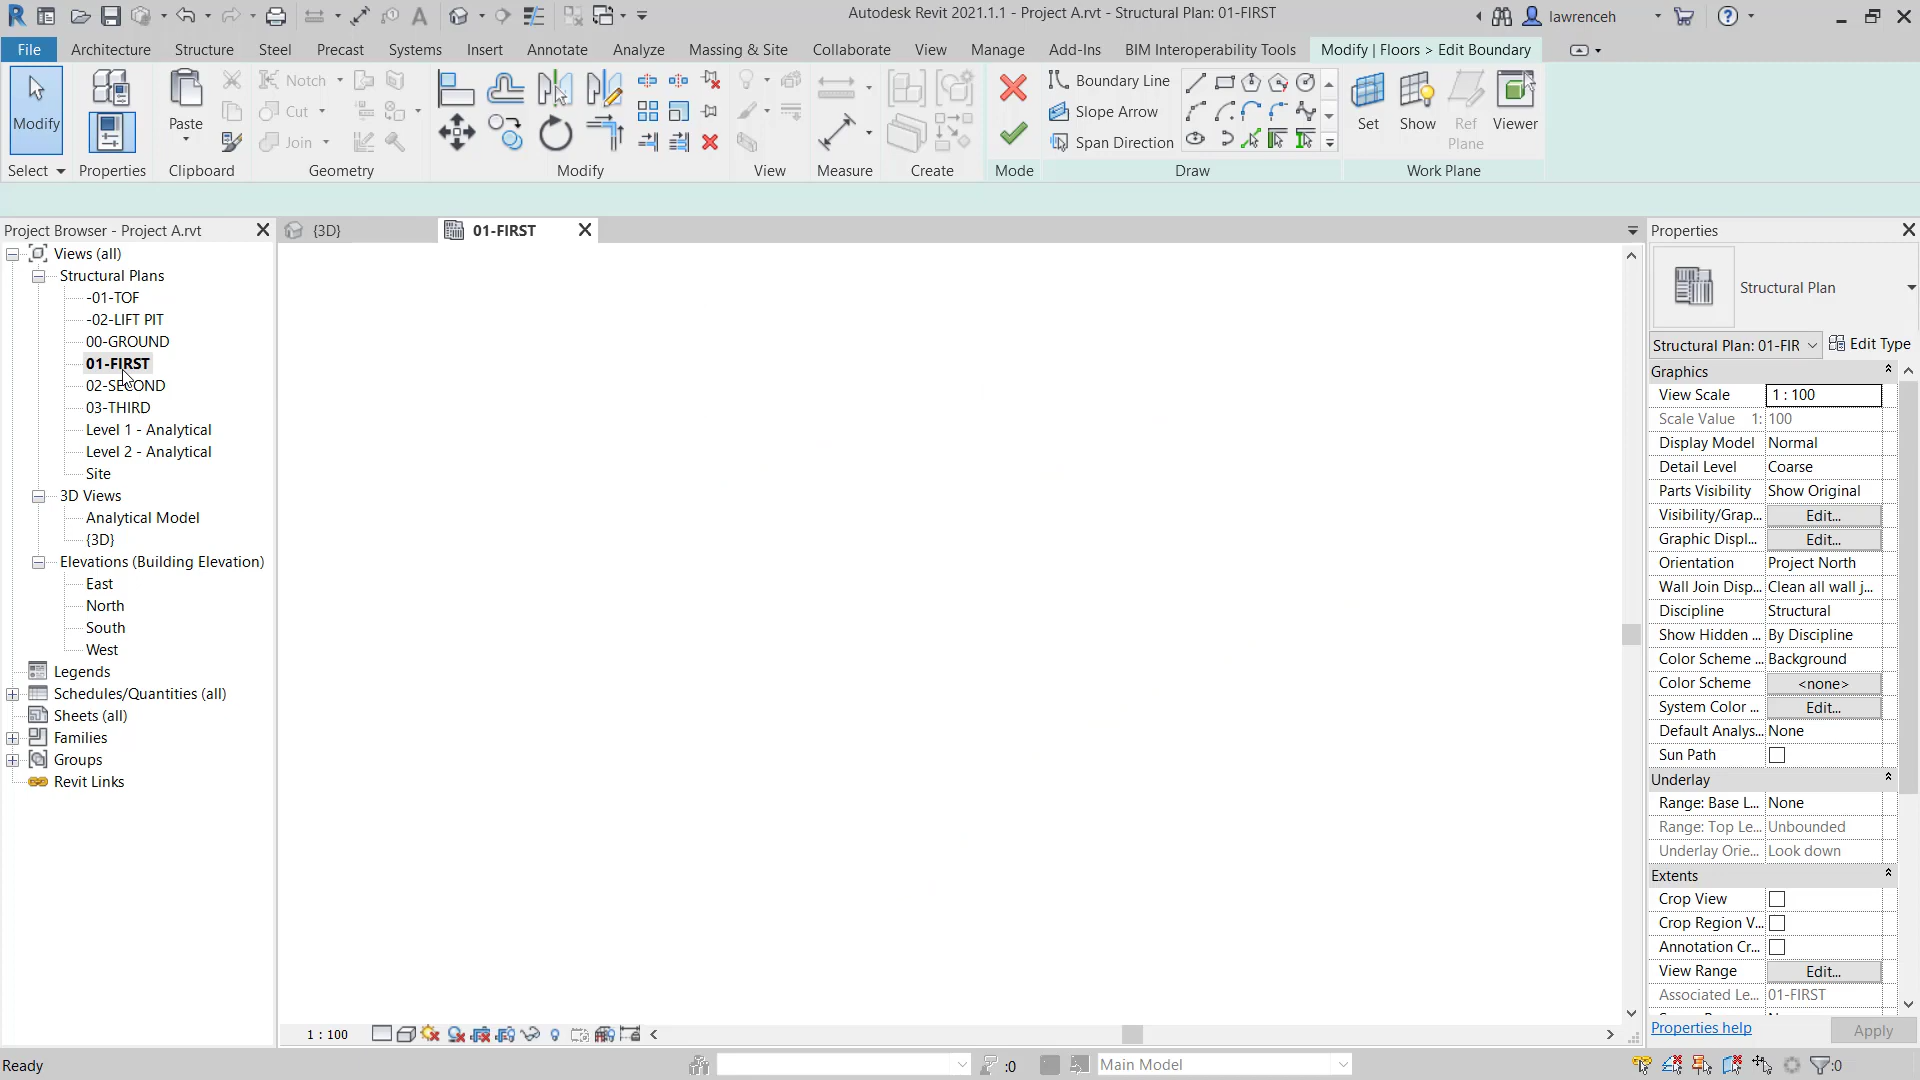 Autodesk Revit 2021.1.1 - Project A.rvt - Structural Plan: 01-FIRST
lawrenceh
File Architecture Structure Steel Precast Systems Insert Annotate Analyze Massing & Site Collaborate View Manage Add-Ins BIM Interoperability Tools Modify | Floors > Edit Boundary
Modify
Paste
Notch
Cut
Join
Boundary Line
Slope Arrow
Span Direction
Set
Show
Ref
Plane
Viewer
Select Properties Clipboard Geometry Modify View Measure Create Mode Draw Work Plane
Project Browser - Project A.rvt
Views (all)
Structural Plans
-01-TOF
-02-LIFT PIT
00-GROUND
01-FIRST
02-SECOND
03-THIRD
Level 1 - Analytical
Level 2 - Analytical
Site
3D Views
Analytical Model
{3D}
Elevations (Building Elevation)
East
North
South
West
Legends
Schedules/Quantities (all)
Sheets (all)
Families
Groups
Revit Links
{3D}
01-FIRST
Properties
Structural Plan
Structural Plan: 01-FIR
Edit Type
Graphics
View Scale 1 : 100
Scale Value 1: 100
Display Model Normal
Detail Level Coarse
Parts Visibility Show Original
Visibility/Grap... Edit...
Graphic Displ... Edit...
Orientation Project North
Wall Join Disp... Clean all wall j...
Discipline Structural
Show Hidden ... By Discipline
Color Scheme ... Background
Color Scheme <none>
System Color ... Edit...
Default Analys... None
Sun Path
Underlay
Range: Base L... None
Range: Top Le... Unbounded
Underlay Orie... Look down
Extents
Crop View
Crop Region V...
Annotation Cr...
View Range Edit...
Associated Le... 01-FIRST
Properties help
Apply
1 : 100
Ready
:0
Main Model
:0